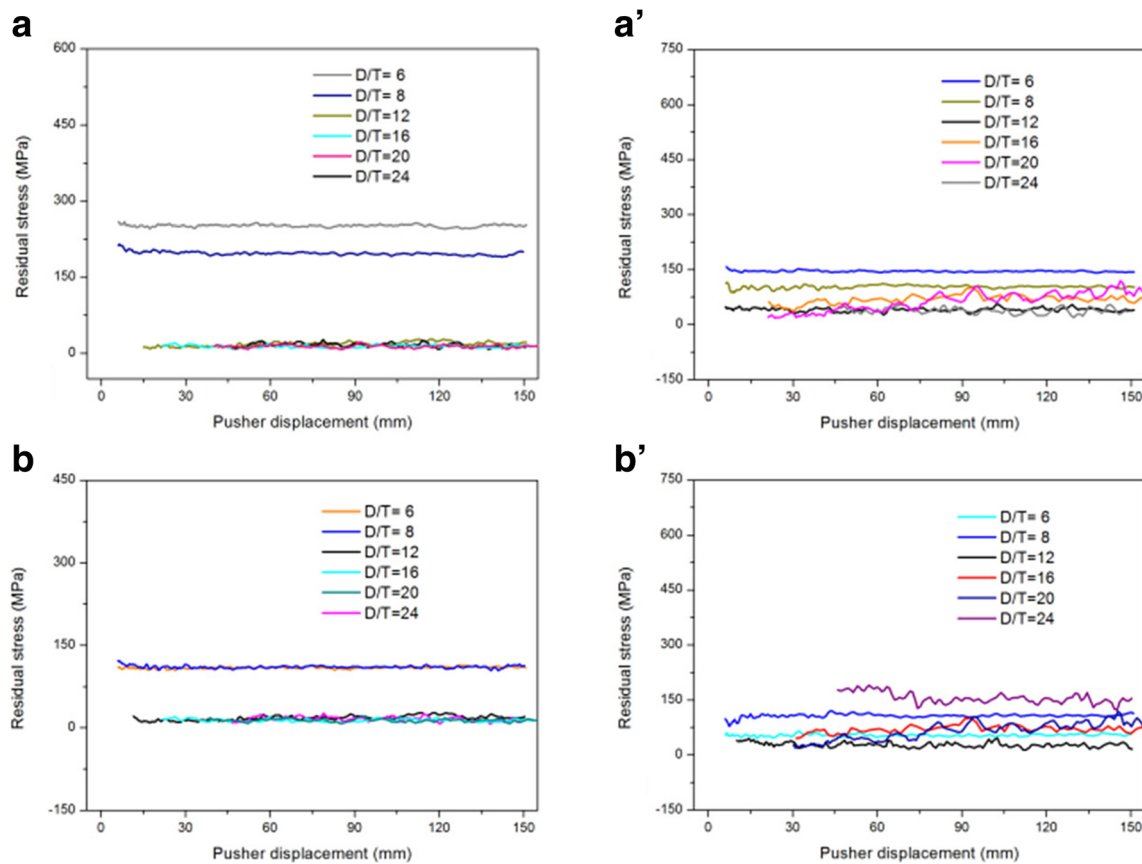 a
600
450
300
150
0
Residual stress (MPa)
D/T= 6
D/T= 8
D/T=12
D/T=16
D/T=20
D/T=24
0 30 60 90 120 150
Pusher displacement (mm)
a’
750
600
450
300
150
0
-150
Residual stress (MPa)
D/T= 6
D/T= 8
D/T=12
D/T=16
D/T=20
D/T=24
0 30 60 90 120 150
Pusher displacement (mm)
b
450
300
150
0
-150
Residual stress (MPa)
D/T= 6
D/T= 8
D/T=12
D/T=16
D/T=20
D/T=24
0 30 60 90 120 150
Pusher displacement (mm)
b’
750
600
450
300
150
0
-150
Residual stress (MPa)
D/T= 6
D/T= 8
D/T=12
D/T=16
D/T=20
D/T=24
0 30 60 90 120 150
Pusher displacement (mm)